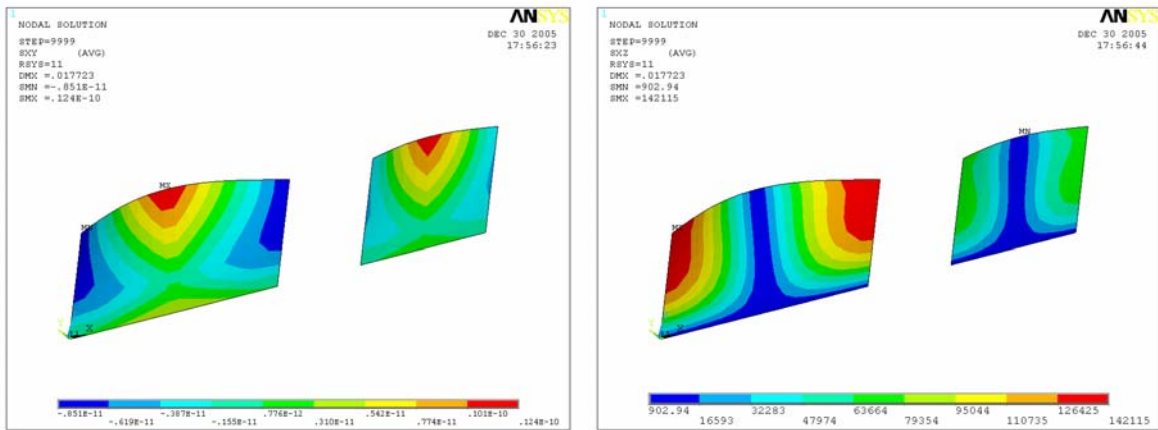 1
ANSYS
NODAL SOLUTION
DEC 30 2005
17:56:23
STEP=9999
SXY (AVG)
RSYS=11
DMX =.017723
SMN =-.851E-11
SMX =.124E-10
MX
Y
X
-.851E-11 -.387E-11 .776E-12 .542E-11 .101E-10
-.619E-11 -.155E-11 .310E-11 .774E-11 .124E-10
1
ANSYS
NODAL SOLUTION
DEC 30 2005
17:56:44
STEP=9999
SXZ (AVG)
RSYS=11
DMX =.017723
SMN =902.94
SMX =142115
MN
Y
X
902.94 32283 63664 95044 126425
16593 47974 79354 110735 142115